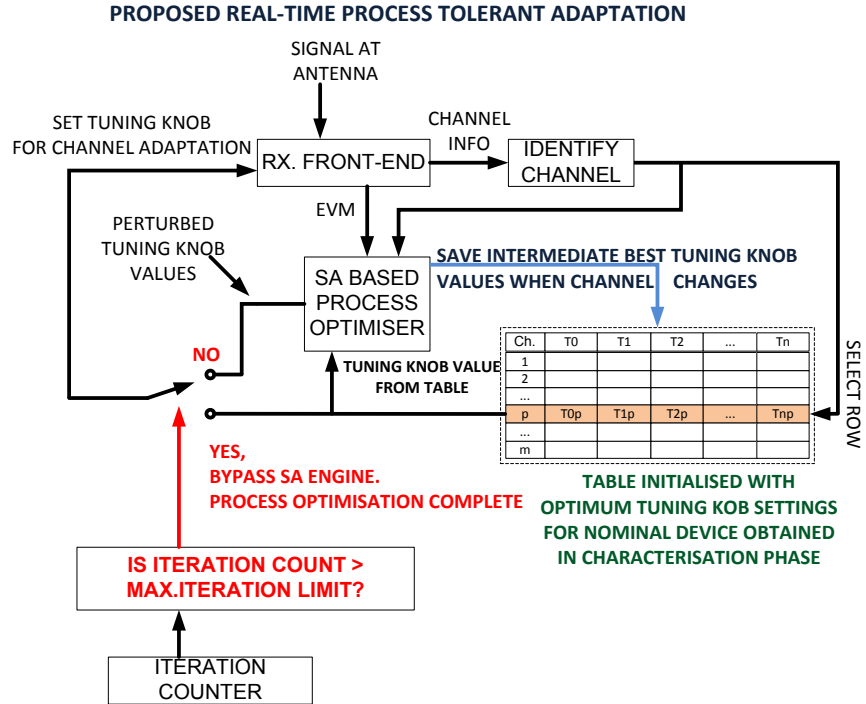 PROPOSED REAL-TIME PROCESS TOLERANT ADAPTATION
SIGNAL AT
ANTENNA
SET TUNING KNOB
FOR CHANNEL ADAPTATION
RX. FRONT-END
CHANNEL
INFO
IDENTIFY
CHANNEL
EVM
PERTURBED
TUNING KNOB
VALUES
SA BASED
PROCESS
OPTIMISER
SAVE INTERMEDIATE BEST TUNING KNOB
VALUES WHEN CHANNEL CHANGES
NO
TUNING KNOB VALUE
FROM TABLE
Ch. T0 T1 T2 ... Tn
1
2
...
p T0p T1p T2p ... Tnp
...
m
SELECT ROW
YES,
BYPASS SA ENGINE.
PROCESS OPTIMISATION COMPLETE
TABLE INITIALISED WITH
OPTIMUM TUNING KOB SETTINGS
FOR NOMINAL DEVICE OBTAINED
IN CHARACTERISATION PHASE
IS ITERATION COUNT >
MAX.ITERATION LIMIT?
ITERATION
COUNTER